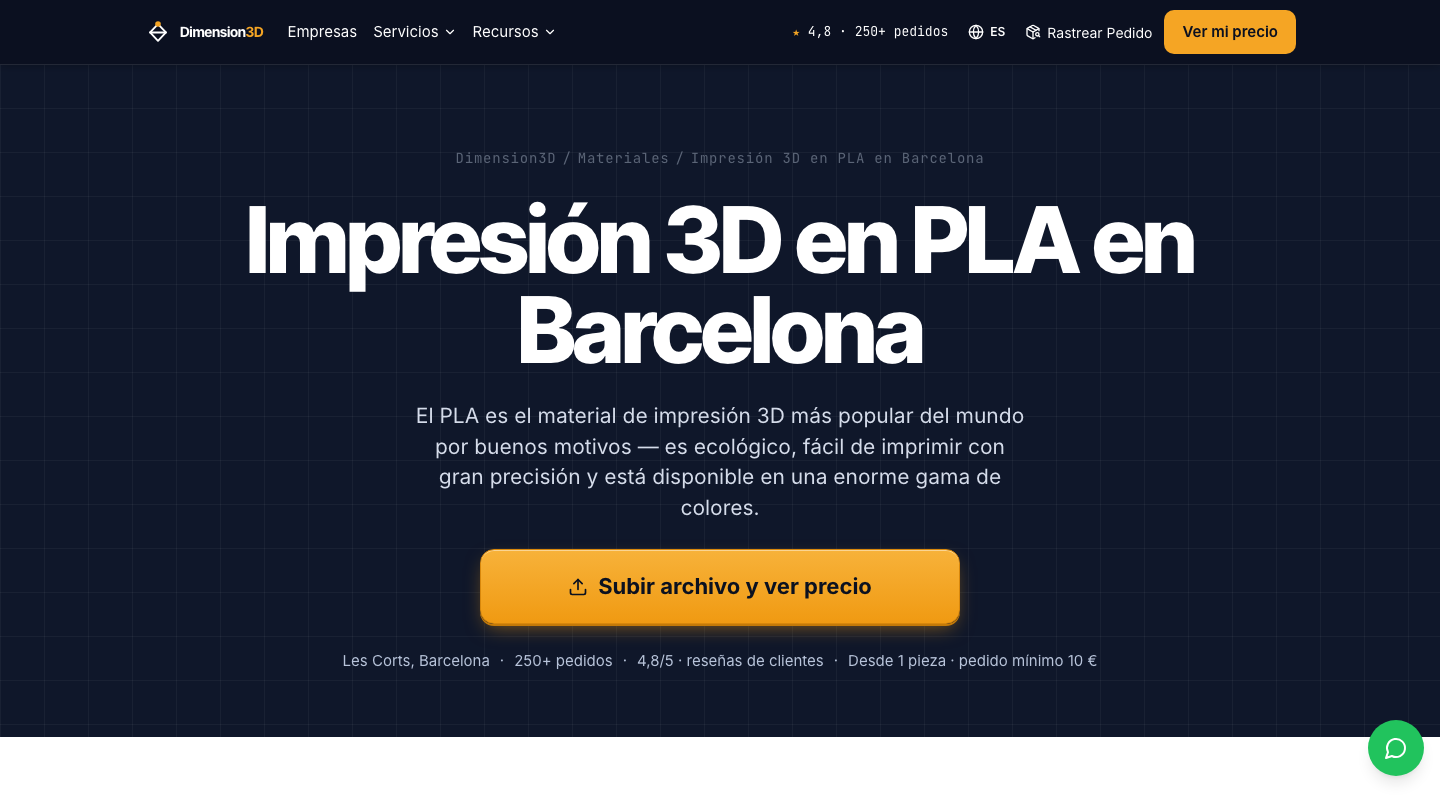 Dimension3D
Empresas
Servicios
Recursos
★ 4,8 · 250+ pedidos
ES
Rastrear Pedido
Ver mi precio
Dimension3D / Materiales / Impresión 3D en PLA en Barcelona
Impresión 3D en PLA en
Barcelona
El PLA es el material de impresión 3D más popular del mundo
por buenos motivos — es ecológico, fácil de imprimir con
gran precisión y está disponible en una enorme gama de
colores.
Subir archivo y ver precio
Les Corts, Barcelona · 250+ pedidos · 4,8/5 · reseñas de clientes · Desde 1 pieza · pedido mínimo 10 €